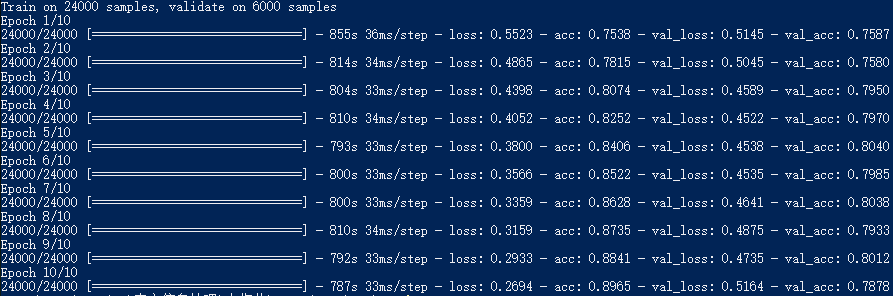 Train on 24000 samples, validate on 6000 samples
Epoch 1/10
24000/24000 [==============================] - 855s 36ms/step - loss: 0.5523 - acc: 0.7538 - val_loss: 0.5145 - val_acc: 0.7587
Epoch 2/10
24000/24000 [==============================] - 814s 34ms/step - loss: 0.4865 - acc: 0.7815 - val_loss: 0.5045 - val_acc: 0.7580
Epoch 3/10
24000/24000 [==============================] - 804s 33ms/step - loss: 0.4398 - acc: 0.8074 - val_loss: 0.4589 - val_acc: 0.7950
Epoch 4/10
24000/24000 [==============================] - 810s 34ms/step - loss: 0.4052 - acc: 0.8252 - val_loss: 0.4522 - val_acc: 0.7970
Epoch 5/10
24000/24000 [==============================] - 793s 33ms/step - loss: 0.3800 - acc: 0.8406 - val_loss: 0.4538 - val_acc: 0.8040
Epoch 6/10
24000/24000 [==============================] - 800s 33ms/step - loss: 0.3566 - acc: 0.8522 - val_loss: 0.4535 - val_acc: 0.7985
Epoch 7/10
24000/24000 [==============================] - 800s 33ms/step - loss: 0.3359 - acc: 0.8628 - val_loss: 0.4641 - val_acc: 0.8038
Epoch 8/10
24000/24000 [==============================] - 810s 34ms/step - loss: 0.3159 - acc: 0.8735 - val_loss: 0.4875 - val_acc: 0.7933
Epoch 9/10
24000/24000 [==============================] - 792s 33ms/step - loss: 0.2933 - acc: 0.8841 - val_loss: 0.4735 - val_acc: 0.8012
Epoch 10/10
24000/24000 [==============================] - 787s 33ms/step - loss: 0.2694 - acc: 0.8965 - val_loss: 0.5164 - val_acc: 0.7878